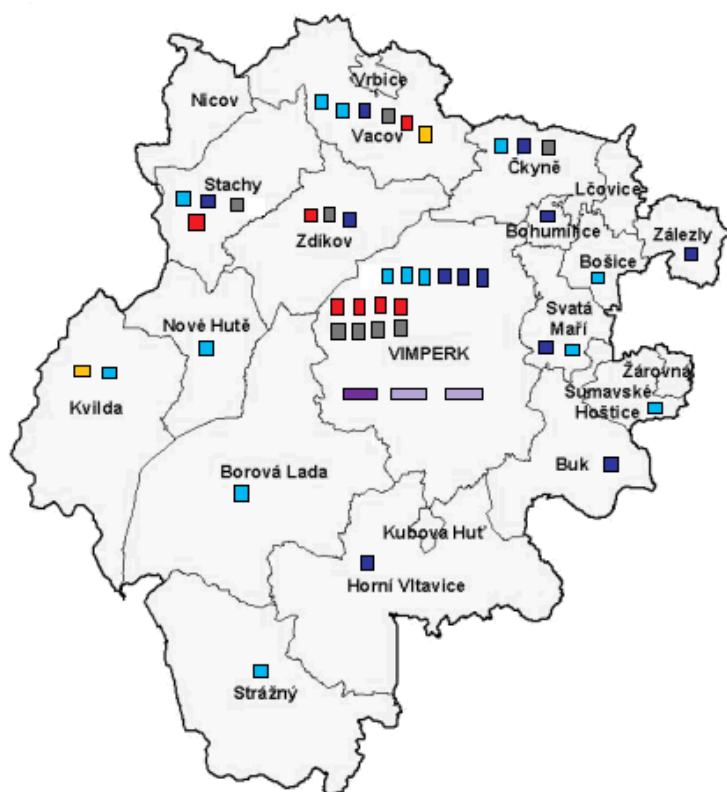 Vrbice
Nicov
Vacov
Čkyně
Stachy
Lčovice
Zdíkov
Bohumilice
Zálezly
Bošice
Nové Hutě
Svatá
Maří
VIMPERK
Žárovná
Kvilda
Šumavské
Hoštice
Borová Lada
Buk
Kubova Huť
Horní Vltavice
Strážný